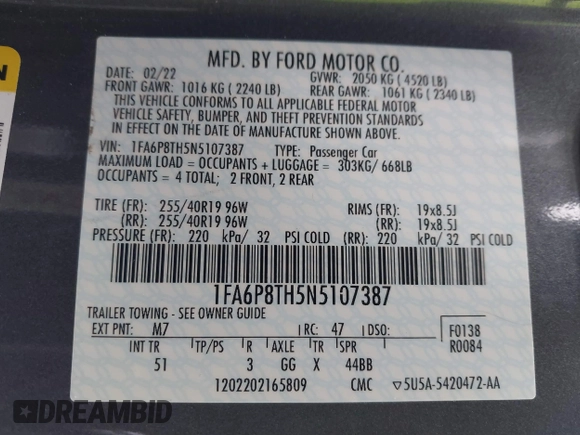 MFD. BY FORD MOTOR CO.
DATE: 02/22 GVWR: 2050 KG ( 4520 LB)
FRONT GAWR: 1016 KG ( 2240 LB) REAR GAWR: 1061 KG ( 2340 LB)
THIS VEHICLE CONFORMS TO ALL APPLICABLE FEDERAL MOTOR
VEHICLE SAFETY, BUMPER, AND THEFT PREVENTION STANDARDS
IN EFFECT ON THE DATE OF MANUFACTURE SHOWN ABOVE.
VIN: 1FA6P8TH5N5107387 TYPE: Passenger Car
MAXIMUM LOAD = OCCUPANTS + LUGGAGE = 303KG/ 668LB
OCCUPANTS = 4 TOTAL; 2 FRONT, 2 REAR
TIRE (FR): 255/40R19 96W RIMS (FR): 19x8.5J
(RR): 255/40R19 96W (RR): 19x8.5J
PRESSURE (FR): 220 kPa/ 32 PSI COLD (RR): 220 kPa/ 32 PSI COLD
1FA6P8TH5N5107387
TRAILER TOWING - SEE OWNER GUIDE
EXT PNT: M7 RC: 47 DSO: F0138
R0084
INT TR TP/PS R AXLE TR SPR
51 3 GG X 44BB
1202202165809 CMC 5U5A-5420472-AA
DREAMBID